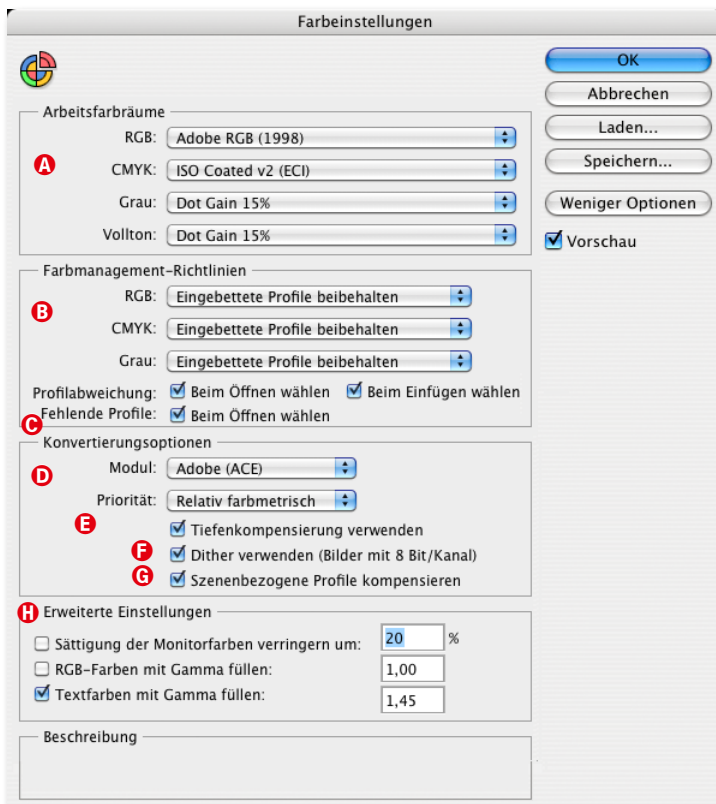 Farbeinstellungen
OK
Abbrechen
Laden...
Speichern...
Weniger Optionen
Vorschau
Arbeitsfarbräume
A
RGB: Adobe RGB (1998)
CMYK: ISO Coated v2 (ECI)
Grau: Dot Gain 15%
Vollton: Dot Gain 15%
Farbmanagement-Richtlinien
B
RGB: Eingebettete Profile beibehalten
CMYK: Eingebettete Profile beibehalten
Grau: Eingebettete Profile beibehalten
Profilabweichung: Beim Öffnen wählen Beim Einfügen wählen
Fehlende Profile: Beim Öffnen wählen
C
Konvertierungsoptionen
D
Modul: Adobe (ACE)
Priorität: Relativ farbmetrisch
E
Tiefenkompensierung verwenden
F
Dither verwenden (Bilder mit 8 Bit/Kanal)
G
Szenenbezogene Profile kompensieren
H
Erweiterte Einstellungen
Sättigung der Monitorfarben verringern um: 20 %
RGB-Farben mit Gamma füllen: 1,00
Textfarben mit Gamma füllen: 1,45
Beschreibung